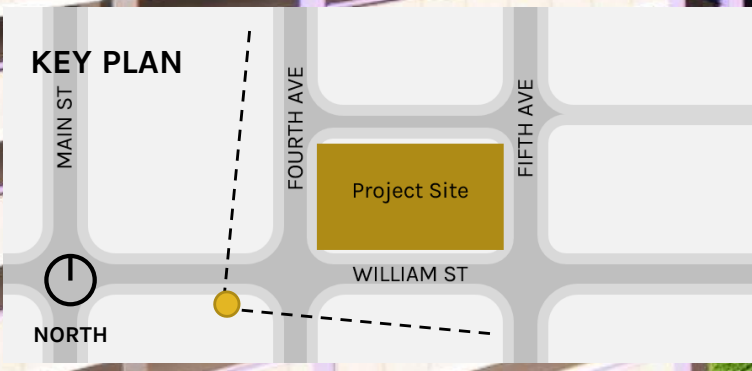 KEY PLAN
MAIN ST
FOURTH AVE
FIFTH AVE
Project Site
WILLIAM ST
NORTH